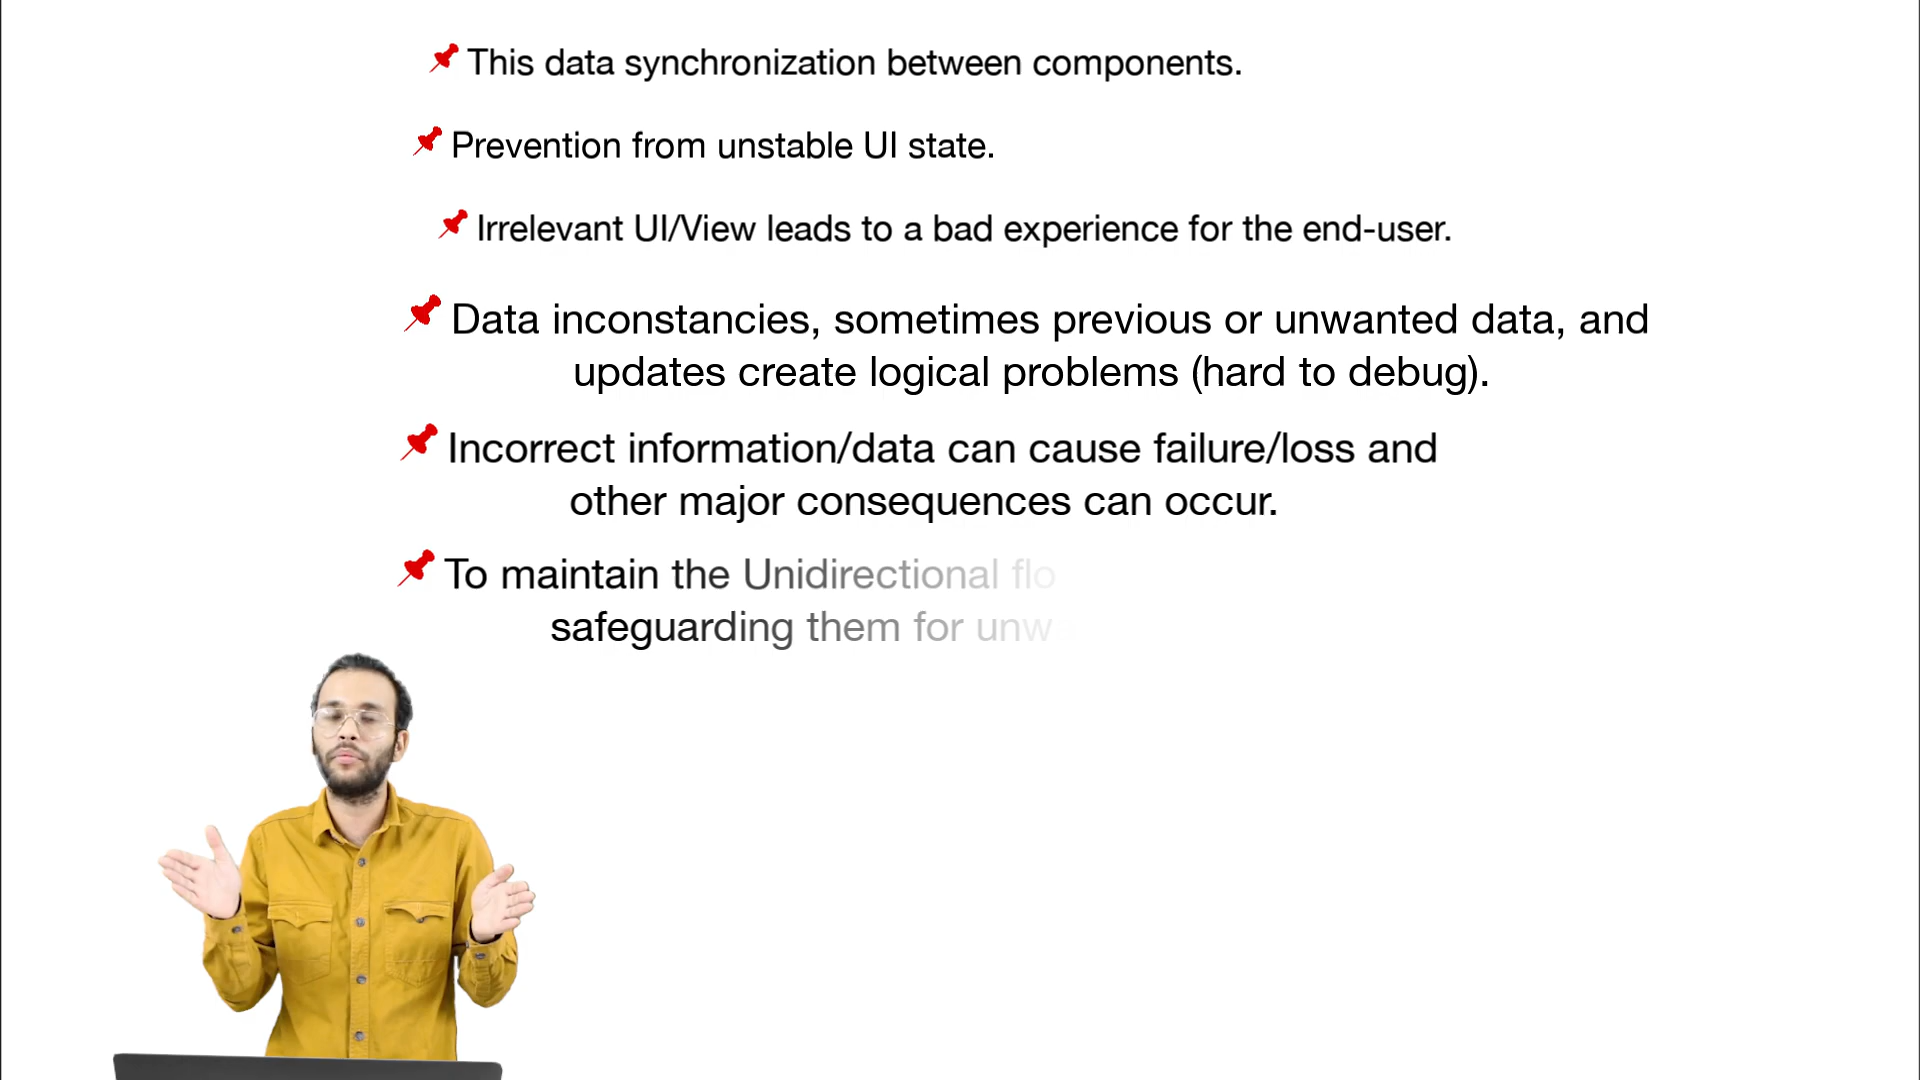 This data synchronization between components.
Prevention from unstable UI state.
Irrelevant UI/View leads to a bad experience for the end-user.
Data inconstancies, sometimes previous or unwanted data, and
updates create logical problems (hard to debug).
Incorrect information/data can cause failure/loss and
other major consequences can occur.
To maintain the Unidirectional
safeguarding them for